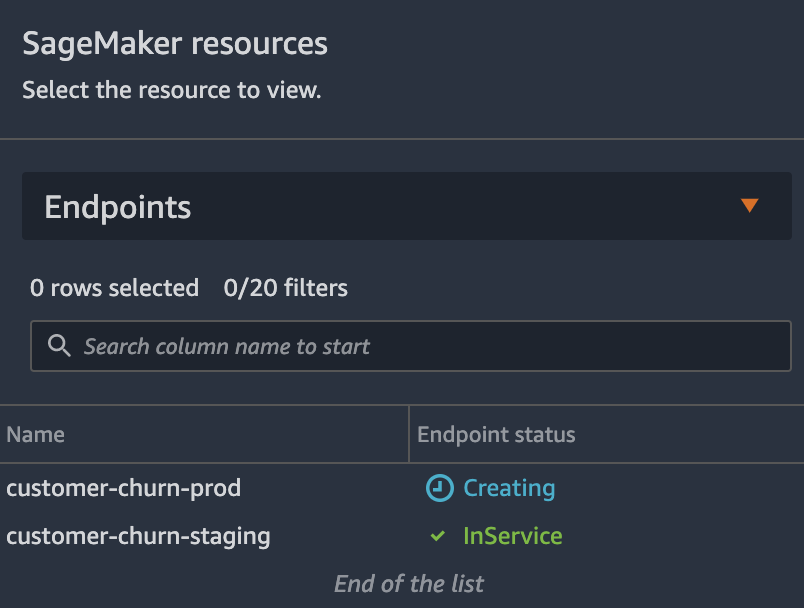 SageMaker resources
Select the resource to view.
Endpoints
0 rows selected 0/20 filters
Search column name to start
Name Endpoint status
customer-churn-prod Creating
customer-churn-staging InService
End of the list